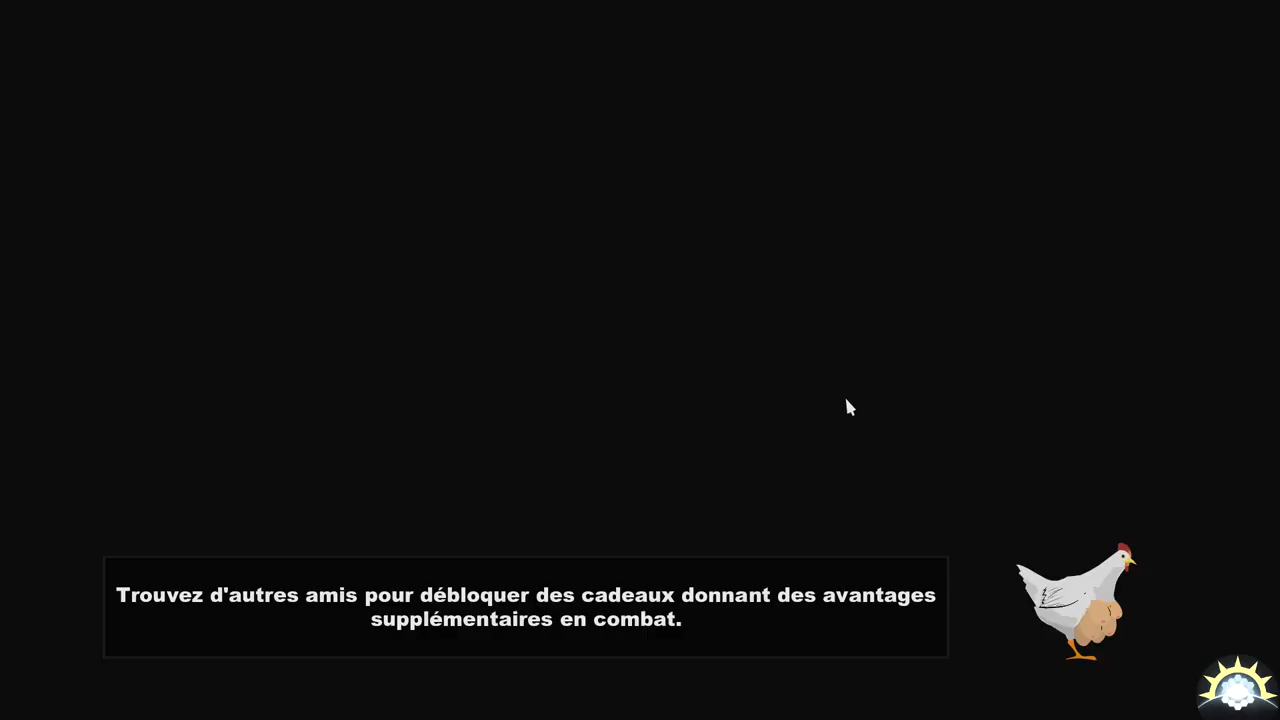 Trouvez d'autres amis pour débloquer des cadeaux donnant des avantages
supplémentaires en combat.